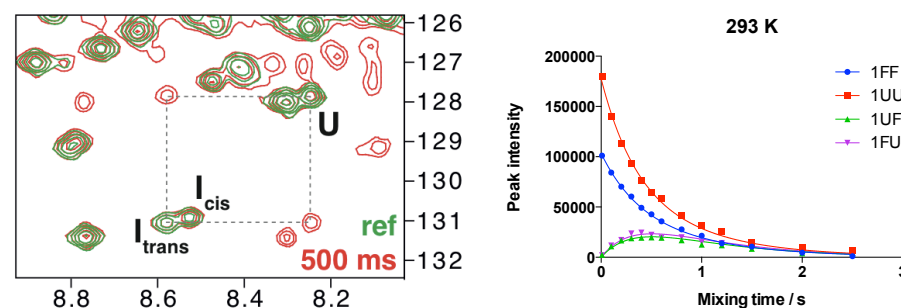 126
127
128
129
130
131
132
8.8
8.6
8.4
8.2
U
I cis
I trans
ref
500 ms
293 K
200000
150000
100000
50000
0
0
1
2
3
Peak intensity
Mixing time / s
1FF
1UU
1UF
1FU